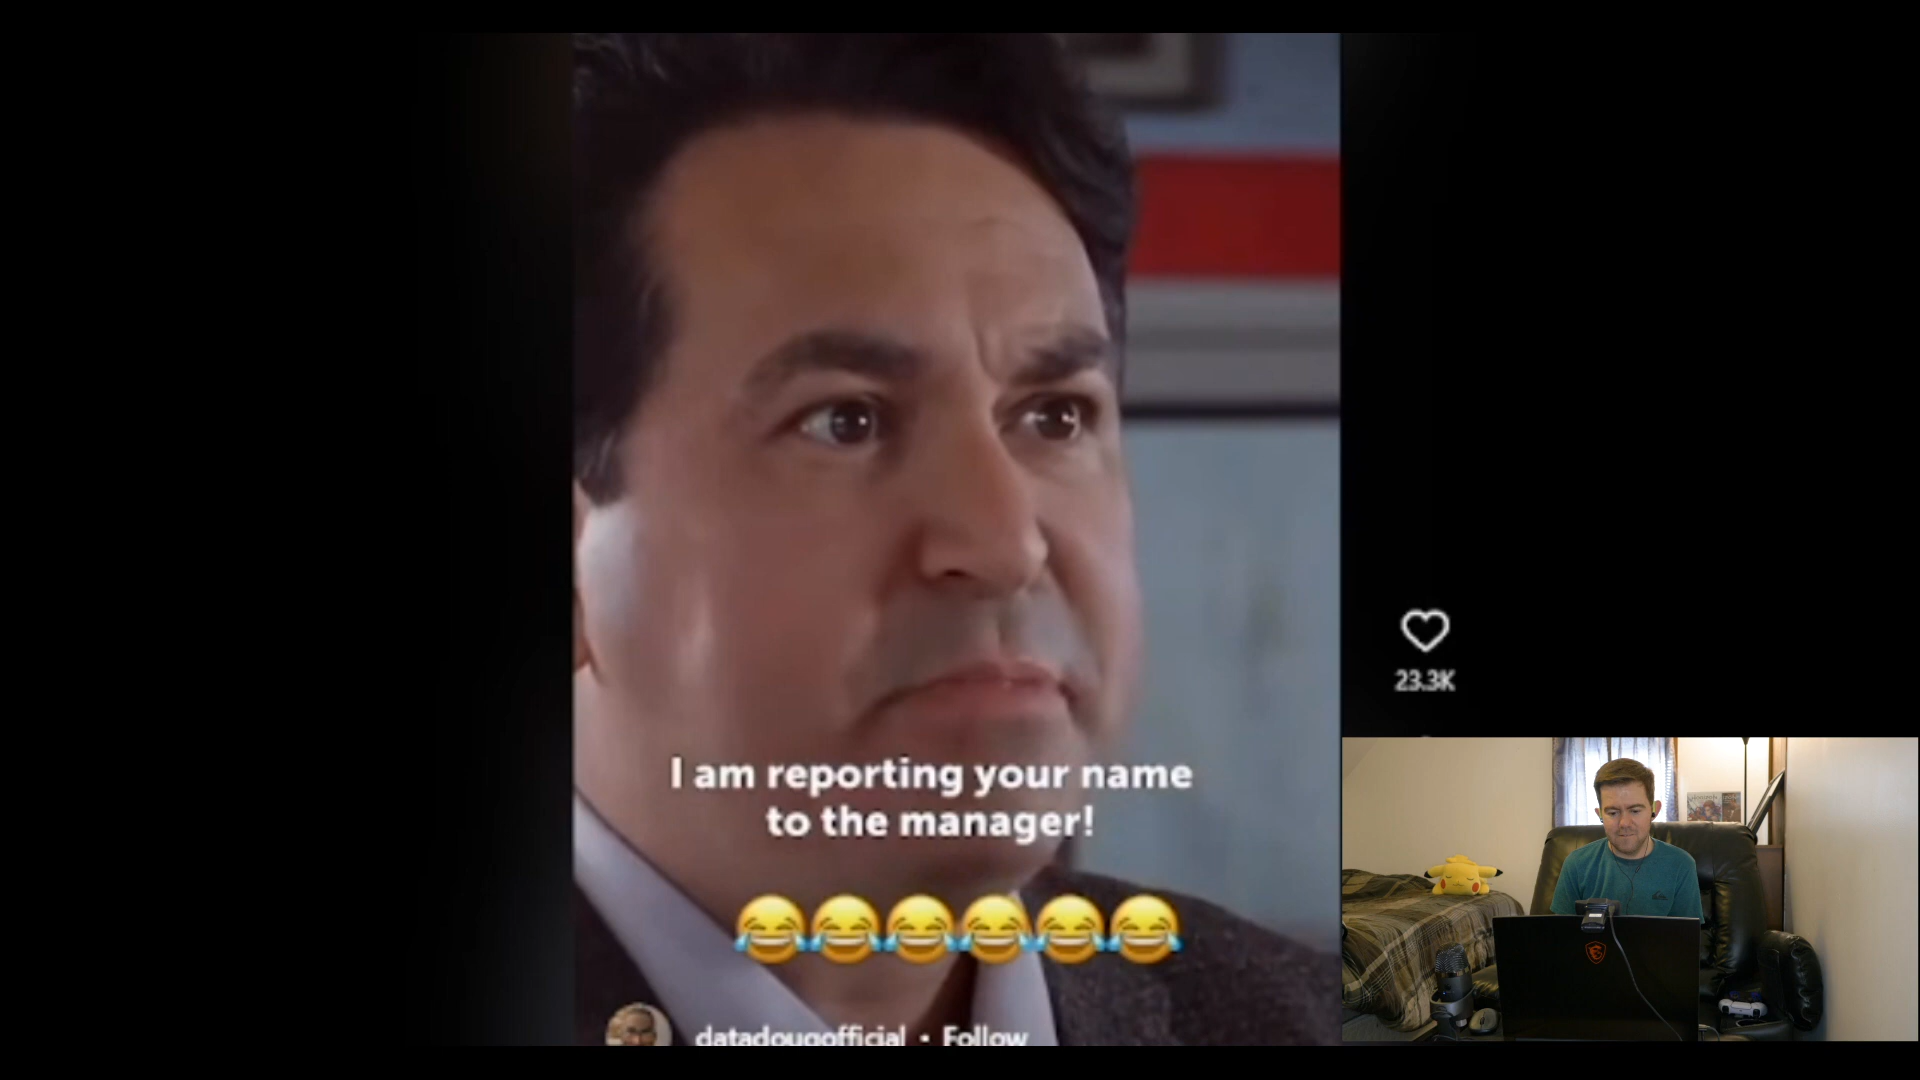 I am reporting your name
to the manager!
datadougofficial • Follow
23.3K